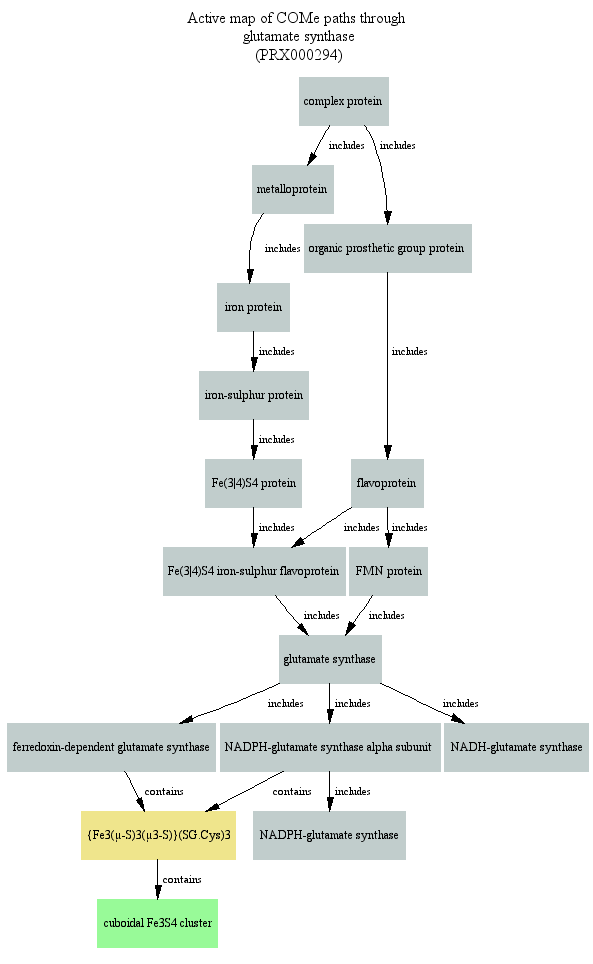 Active map of COMe paths through
glutamate synthase
(PRX000294)
complex protein
includes
includes
metalloprotein
organic prosthetic group protein
includes
iron protein
includes
includes
iron-sulphur protein
includes
Fe(3|4)S4 protein
flavoprotein
includes
includes
includes
Fe(3|4)S4 iron-sulphur flavoprotein
FMN protein
includes
includes
glutamate synthase
includes
includes
includes
ferredoxin-dependent glutamate synthase
NADPH-glutamate synthase alpha subunit
NADH-glutamate synthase
contains
contains
includes
{Fe3(μ-S)3(μ3-S)}(SG.Cys)3
NADPH-glutamate synthase
contains
cuboidal Fe3S4 cluster